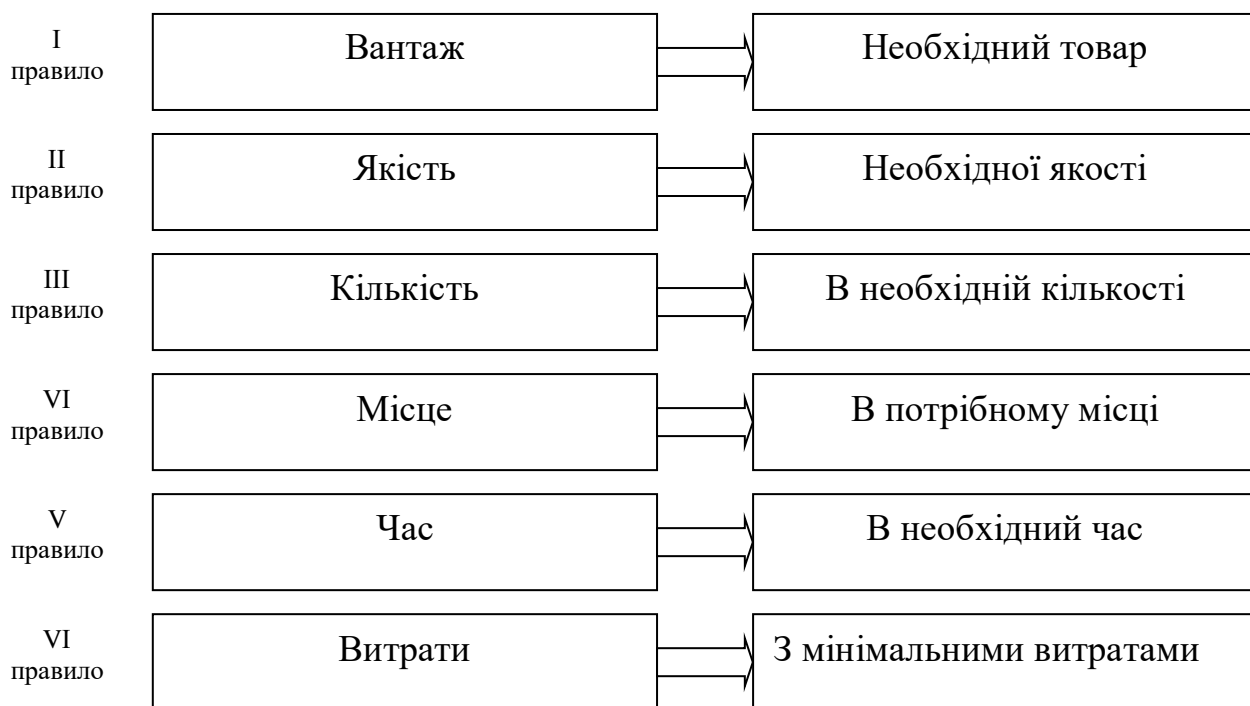 I
правило
Вантаж
Необхідний товар
II
правило
Якість
Необхідної якості
III
правило
Кількість
В необхідній кількості
VI
правило
Місце
В потрібному місці
V
правило
Час
В необхідний час
VI
правило
Витрати
З мінімальними витратами